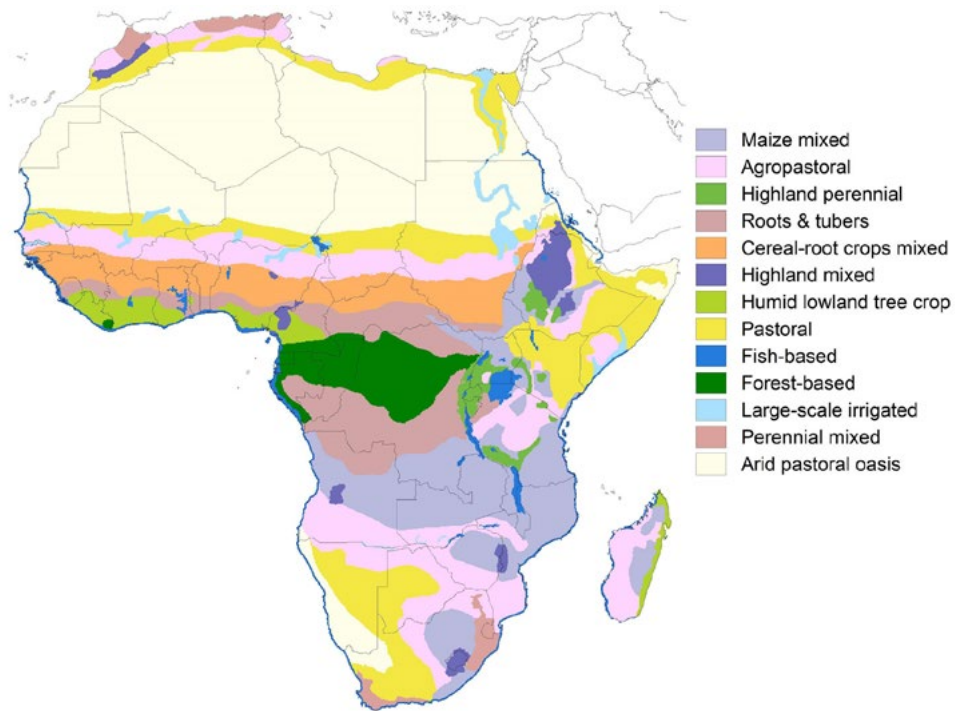 Maize mixed
Agropastoral
Highland perennial
Roots & tubers
Cereal-root crops mixed
Highland mixed
Humid lowland tree crop
Pastoral
Fish-based
Forest-based
Large-scale irrigated
Perennial mixed
Arid pastoral oasis